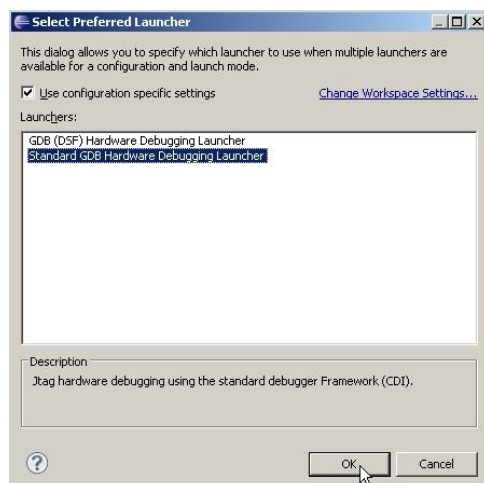 Select Preferred Launcher
This dialog allows you to specify which launcher to use when multiple launchers are
available for a configuration and launch mode.
Use configuration specific settings
Change Workspace Settings...
Launchers:
GDB (DSF) Hardware Debugging Launcher
Standard GDB Hardware Debugging Launcher
Description
Jtag hardware debugging using the standard debugger Framework (CDI).
?
OK
Cancel